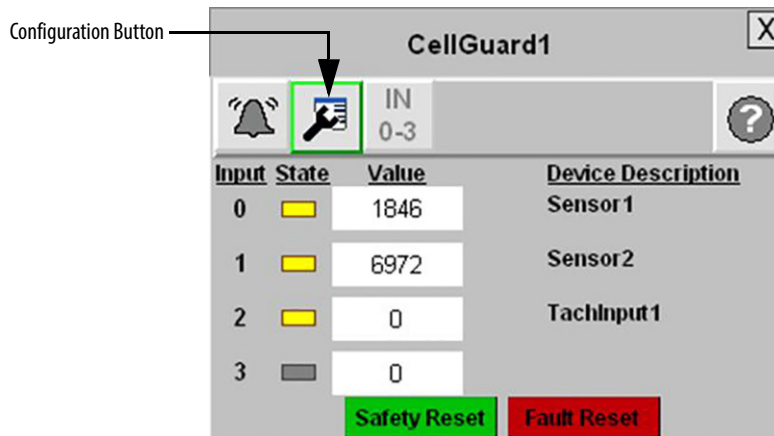 Configuration Button
CellGuard1
X
IN
0-3
?
Input State Value Device Description
0 1846 Sensor1
1 6972 Sensor2
2 0 TachInput1
3 0
Safety Reset Fault Reset